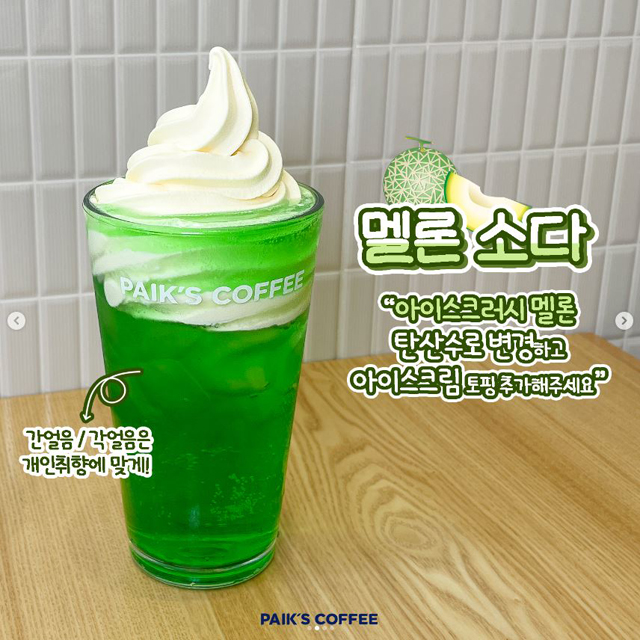 PAIK'S COFFEE
멜론 소다
“아이스크러시 멜론
탄산수로 변경하고
아이스크림 토핑 추가해주세요”
간얼음 / 각얼음은
개인취향에 맞게!
PAIK'S COFFEE